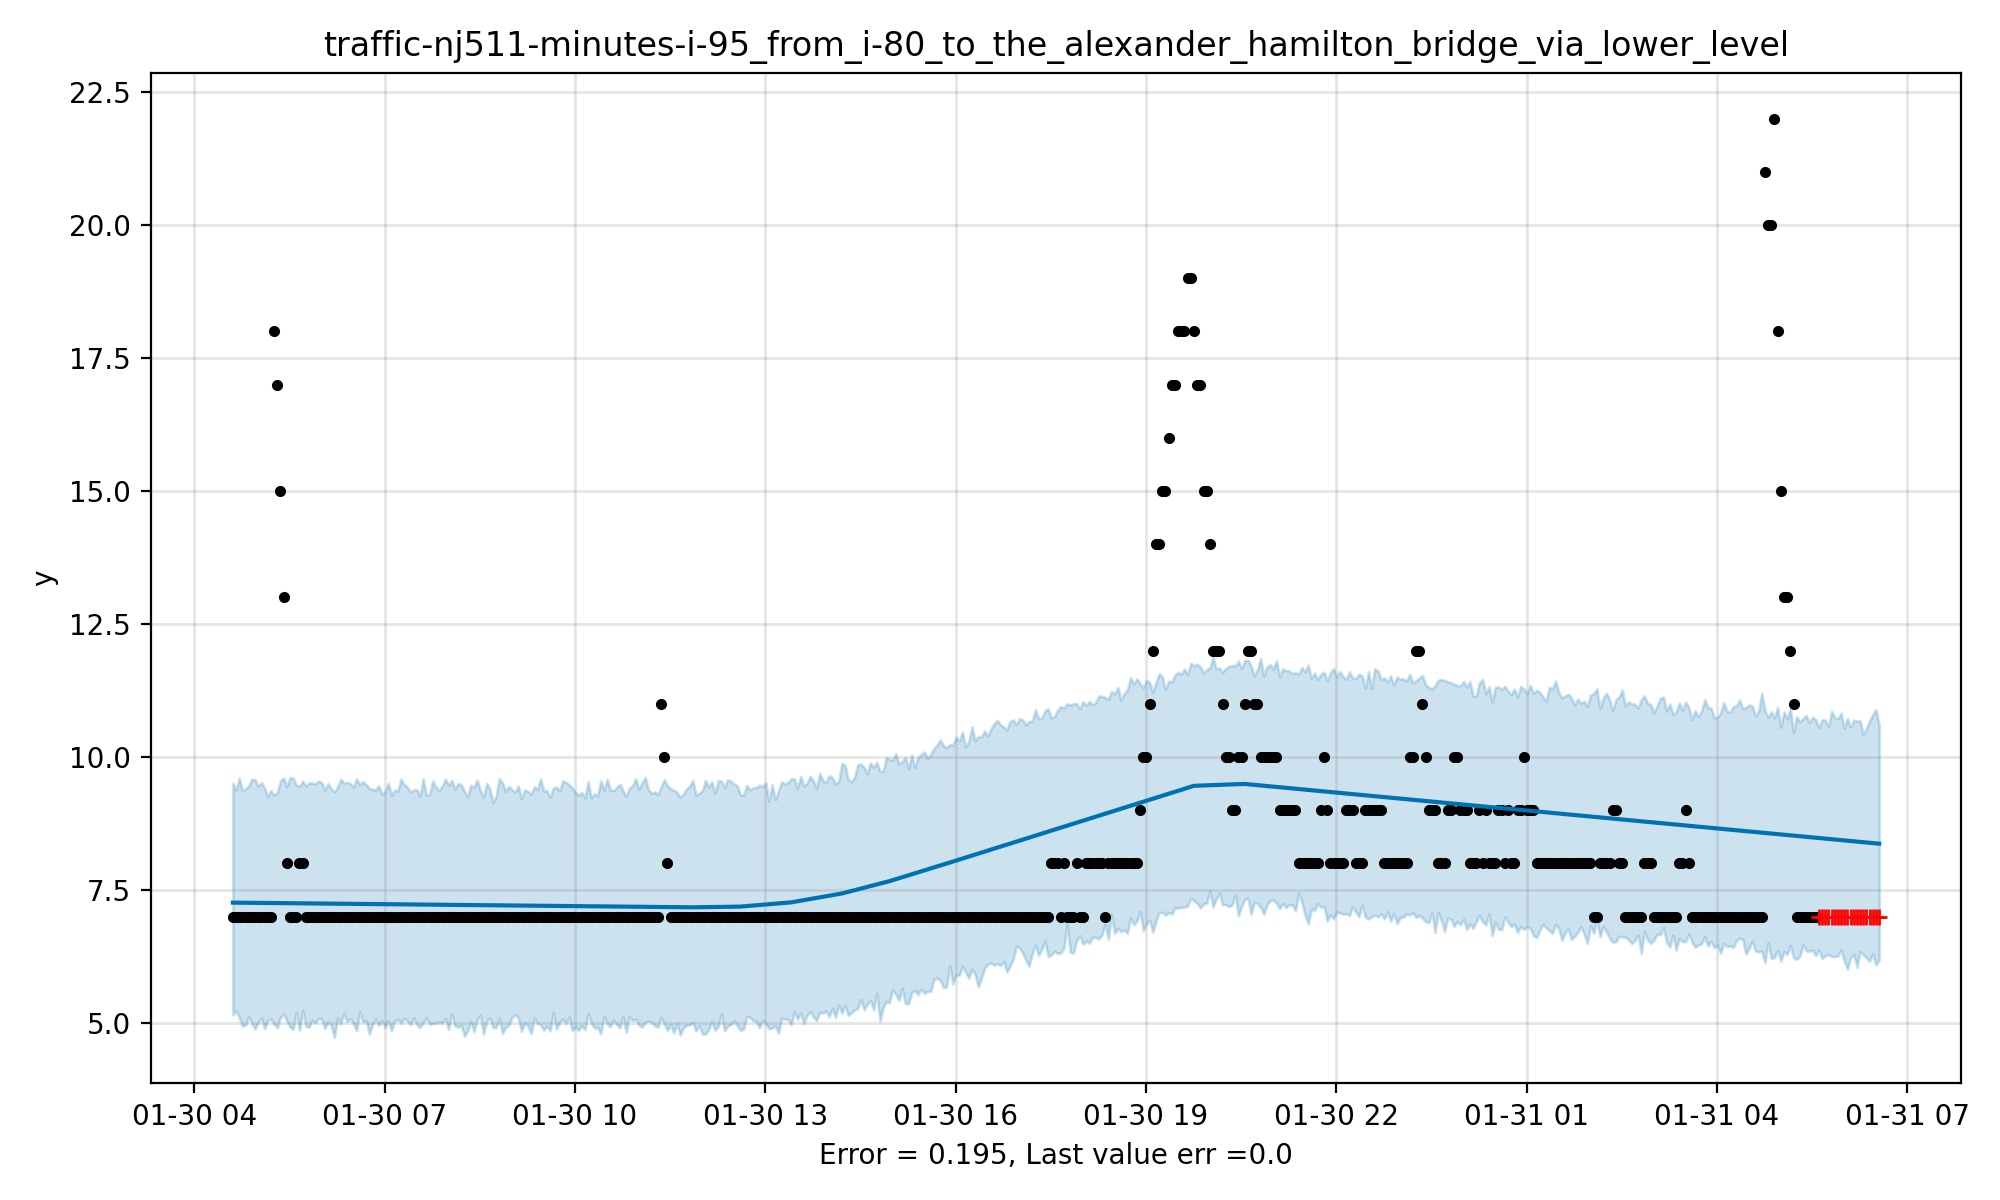 traffic-nj511-minutes-i-95_from_i-80_to_the_alexander_hamilton_bridge_via_lower_level
22.5
20.0
17.5
15.0
12.5
10.0
7.5
5.0
y
01-30 04 01-30 07 01-30 10 01-30 13 01-30 16 01-30 19 01-30 22 01-31 01 01-31 04 01-31 07
Error = 0.195, Last value err =0.0